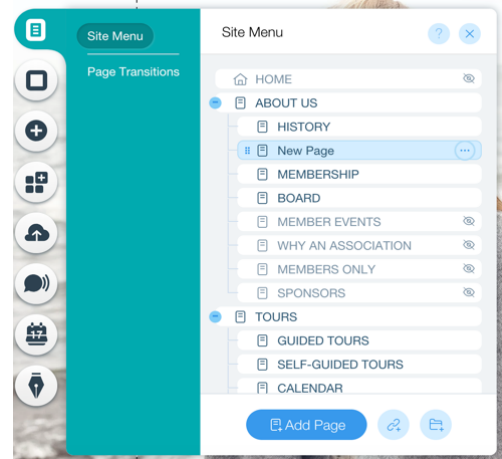 Site Menu
Page Transitions
Site Menu
?
HOME
ABOUT US
HISTORY
New Page
MEMBERSHIP
BOARD
MEMBER EVENTS
WHY AN ASSOCIATION
MEMBERS ONLY
SPONSORS
TOURS
GUIDED TOURS
SELF-GUIDED TOURS
CALENDAR
17
Add Page